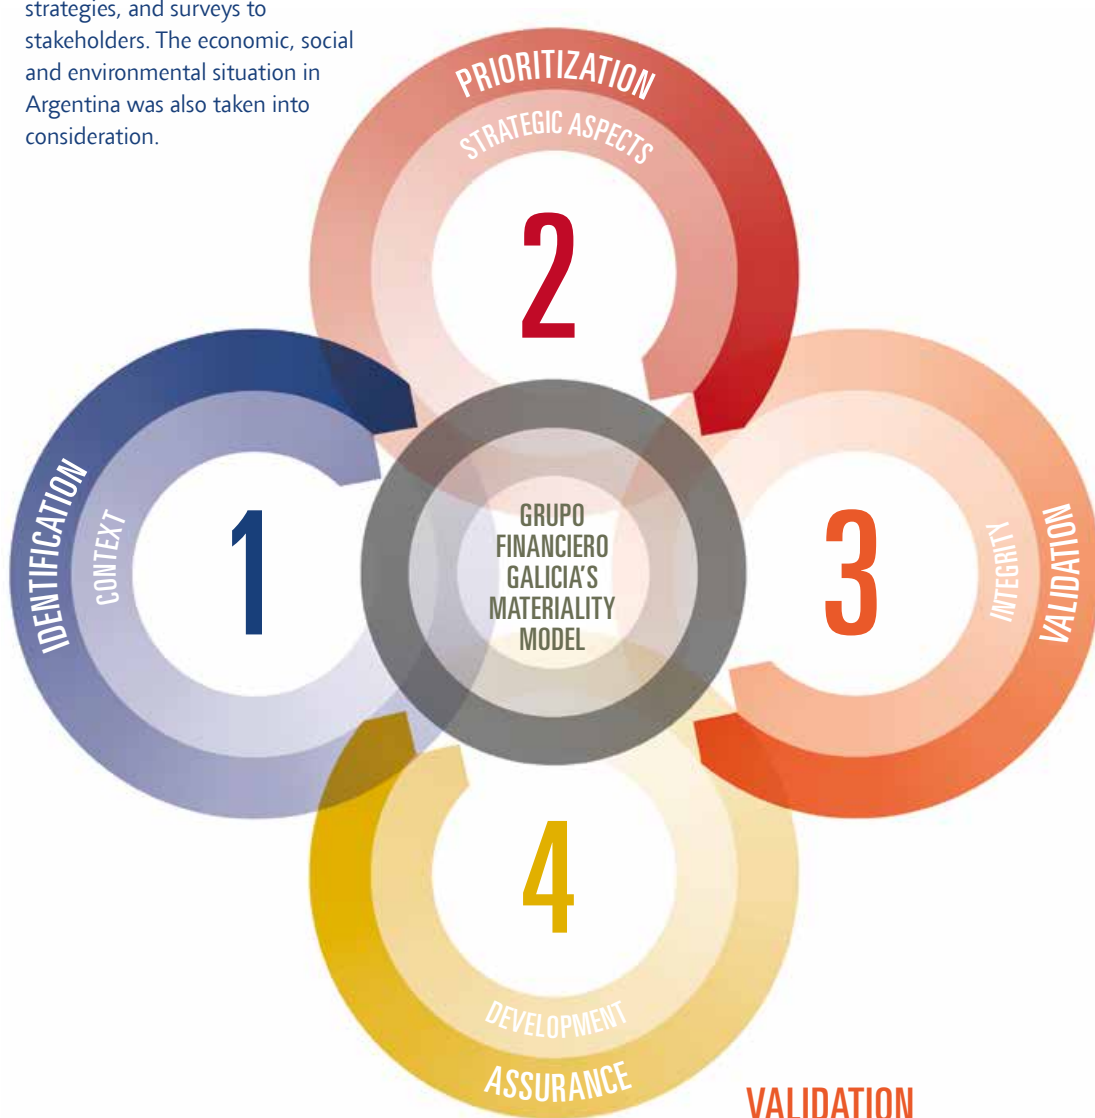 strategies, and surveys to
stakeholders. The economic, social
and environmental situation in
Argentina was also taken into
consideration.
PRIORITIZATION
STRATEGIC ASPECTS
2
IDENTIFICATION
CONTEXT
1
GRUPO
FINANCIERO
GALICIA'S
MATERIALITY
MODEL
3
INTEGRITY
VALIDATION
4
DEVELOPMENT
ASSURANCE
VALIDATION